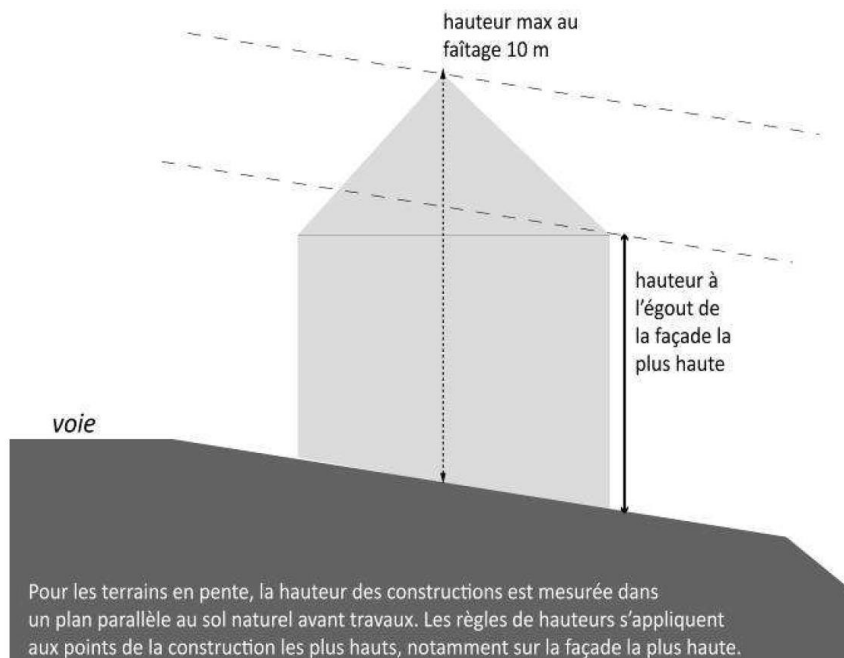 hauteur max au
faîtage 10 m
hauteur à
l'égout de
la façade la
plus haute
voie
Pour les terrains en pente, la hauteur des constructions est mesurée dans
un plan parallèle au sol naturel avant travaux. Les règles de hauteurs s'appliquent
aux points de la construction les plus hauts, notamment sur la façade la plus haute.